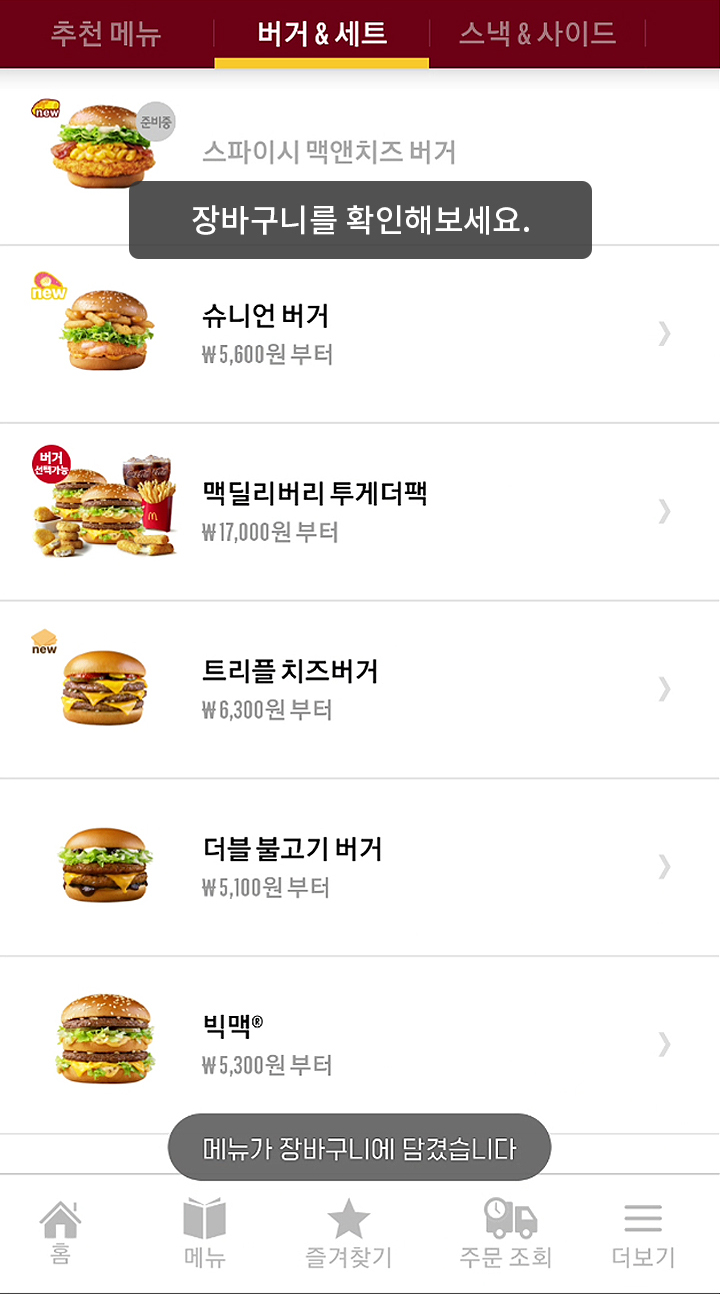 추천 메뉴
버거 & 세트
스낵 & 사이드
new
준비중
스파이시 맥앤치즈 버거
장바구니를 확인해보세요.
new
슈니언 버거
₩5,600원 부터
버거
선택가능
맥딜리버리 투게더팩
₩17,000원 부터
new
트리플 치즈버거
₩6,300원 부터
더블 불고기 버거
₩5,100원 부터
빅맥®
₩5,300원 부터
메뉴가 장바구니에 담겼습니다
홈
메뉴
즐겨찾기
주문 조회
더보기